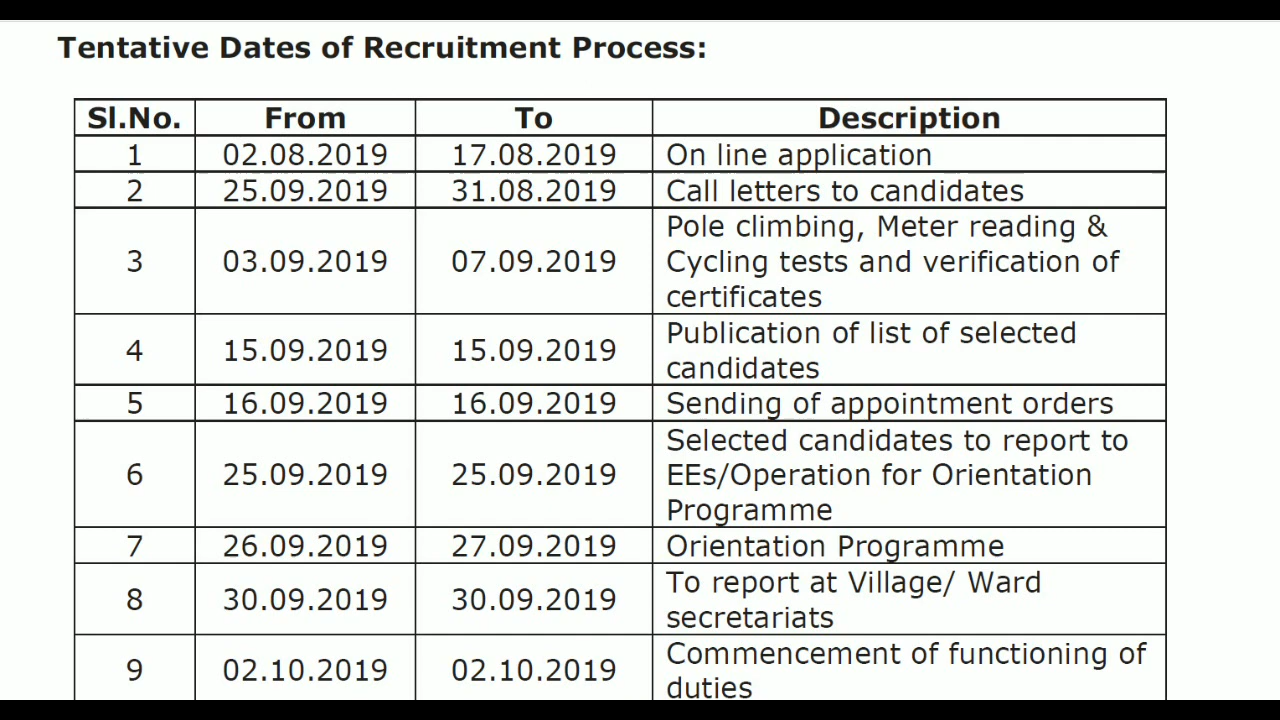 Tentative Dates of Recruitment Process:
Sl.No. From To Description
1 02.08.2019 17.08.2019 On line application
2 25.09.2019 31.08.2019 Call letters to candidates
3 03.09.2019 07.09.2019 Pole climbing, Meter reading &
Cycling tests and verification of
certificates
4 15.09.2019 15.09.2019 Publication of list of selected
candidates
5 16.09.2019 16.09.2019 Sending of appointment orders
6 25.09.2019 25.09.2019 Selected candidates to report to
EEs/Operation for Orientation
Programme
7 26.09.2019 27.09.2019 Orientation Programme
8 30.09.2019 30.09.2019 To report at Village/ Ward
secretariats
9 02.10.2019 02.10.2019 Commencement of functioning of
duties